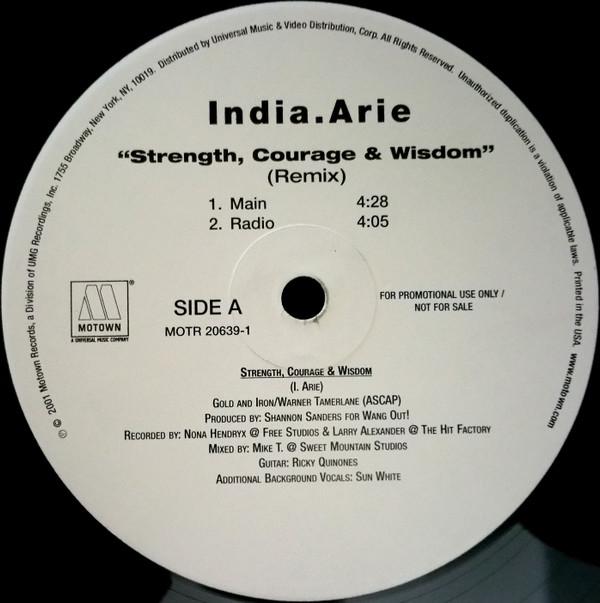 ℗ © 2001 Motown Records, a Division of UMG Recordings, Inc. 1755 Broadway, New York, NY, 10019. Distributed by Universal Music & Video Distribution, Corp. All Rights Reserved. Unauthorized duplication is a violation of applicable laws. Printed in the USA. www.motown.com
India.Arie
“Strength, Courage & Wisdom”
(Remix)
1. Main 4:28
2. Radio 4:05
MOTOWN
A UNIVERSAL MUSIC COMPANY
SIDE A
MOTR 20639-1
FOR PROMOTIONAL USE ONLY /
NOT FOR SALE
STRENGTH, COURAGE & WISDOM
(I. ARIE)
GOLD AND IRON/WARNER TAMERLANE (ASCAP)
PRODUCED BY: SHANNON SANDERS FOR WANG OUT!
RECORDED BY: NONA HENDRYX @ FREE STUDIOS & LARRY ALEXANDER @ THE HIT FACTORY
MIXED BY: MIKE T. @ SWEET MOUNTAIN STUDIOS
GUITAR: RICKY QUINONES
ADDITIONAL BACKGROUND VOCALS: SUN WHITE